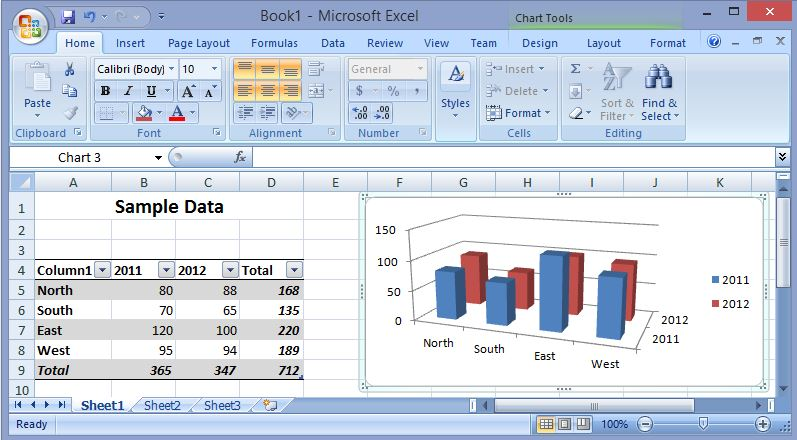 Book1 - Microsoft Excel
Chart Tools
Home Insert Page Layout Formulas Data Review View Team Design Layout Format
Calibri (Body) 10
General
Insert
Σ
Paste
B I U A A
$ % ,
Styles
Delete
Sort & Filter
Find & Select
A
.0 .00
.00 .0
Format
Clipboard Font Alignment Number Cells Editing
Chart 3 fx
A B C D E F G H I J K
1 Sample Data
2
3
4 Column1 2011 2012 Total
5 North 80 88 168
6 South 70 65 135
7 East 120 100 220
8 West 95 94 189
9 Total 365 347 712
10
150
100
50
0
North South East West
2012
2011
2011
2012
Sheet1 Sheet2 Sheet3
Ready 100%